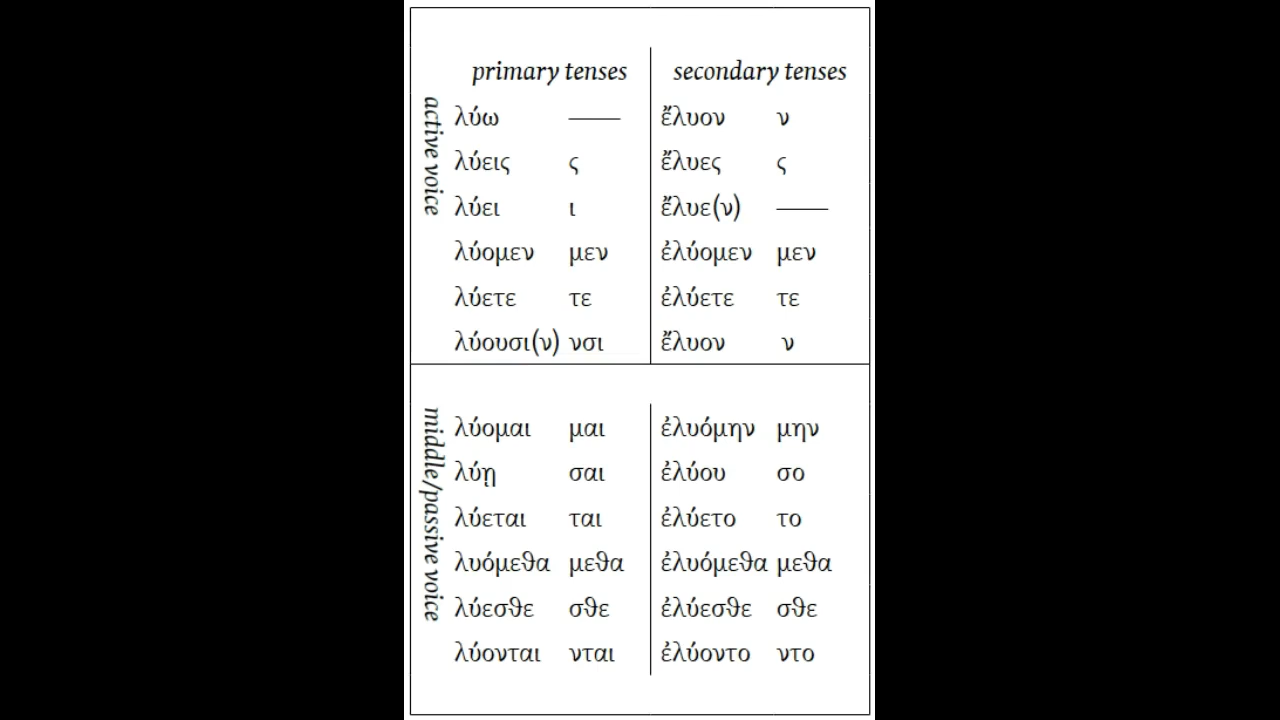 primary tenses secondary tenses
active voice
λύω —— ἔλυον ν
λύεις ς ἔλυες ς
λύει ι ἔλυε(ν) ——
λύομεν μεν ἐλύομεν μεν
λύετε τε ἐλύετε τε
λύουσι(ν) νσι ἔλυον ν
middle/passive voice
λύομαι μαι ἐλυόμην μην
λύῃ σαι ἐλύου σο
λύεται ται ἐλύετο το
λυόμεϑα μεϑα ἐλυόμεϑα μεϑα
λύεσϑε σϑε ἐλύεσϑε σϑε
λύονται νται ἐλύοντο ντο